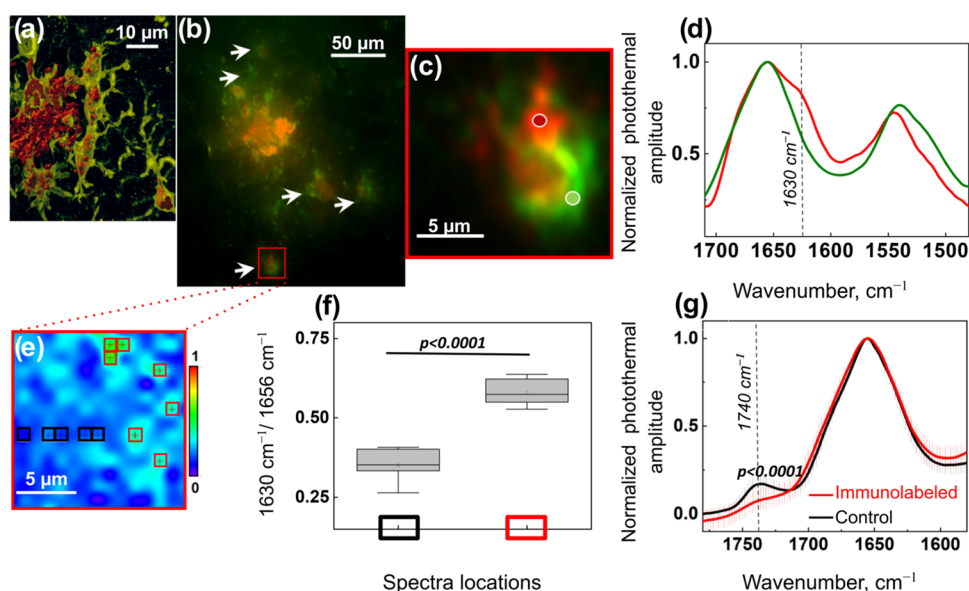 (a)
10 µm
(b)
50 µm
(c)
5 µm
(d)
Normalized photothermal
amplitude
1.0
0.5
1630 cm⁻¹
1700 1650 1600 1550 1500
Wavenumber, cm⁻¹
(e)
1
0
5 µm
(f)
1630 cm⁻¹/ 1656 cm⁻¹
0.75
0.50
0.25
p<0.0001
Spectra locations
(g)
Normalized photothermal
amplitude
1.0
0.5
0.0
1740 cm⁻¹
p<0.0001
Immunolabeled
Control
1750 1700 1650 1600
Wavenumber, cm⁻¹